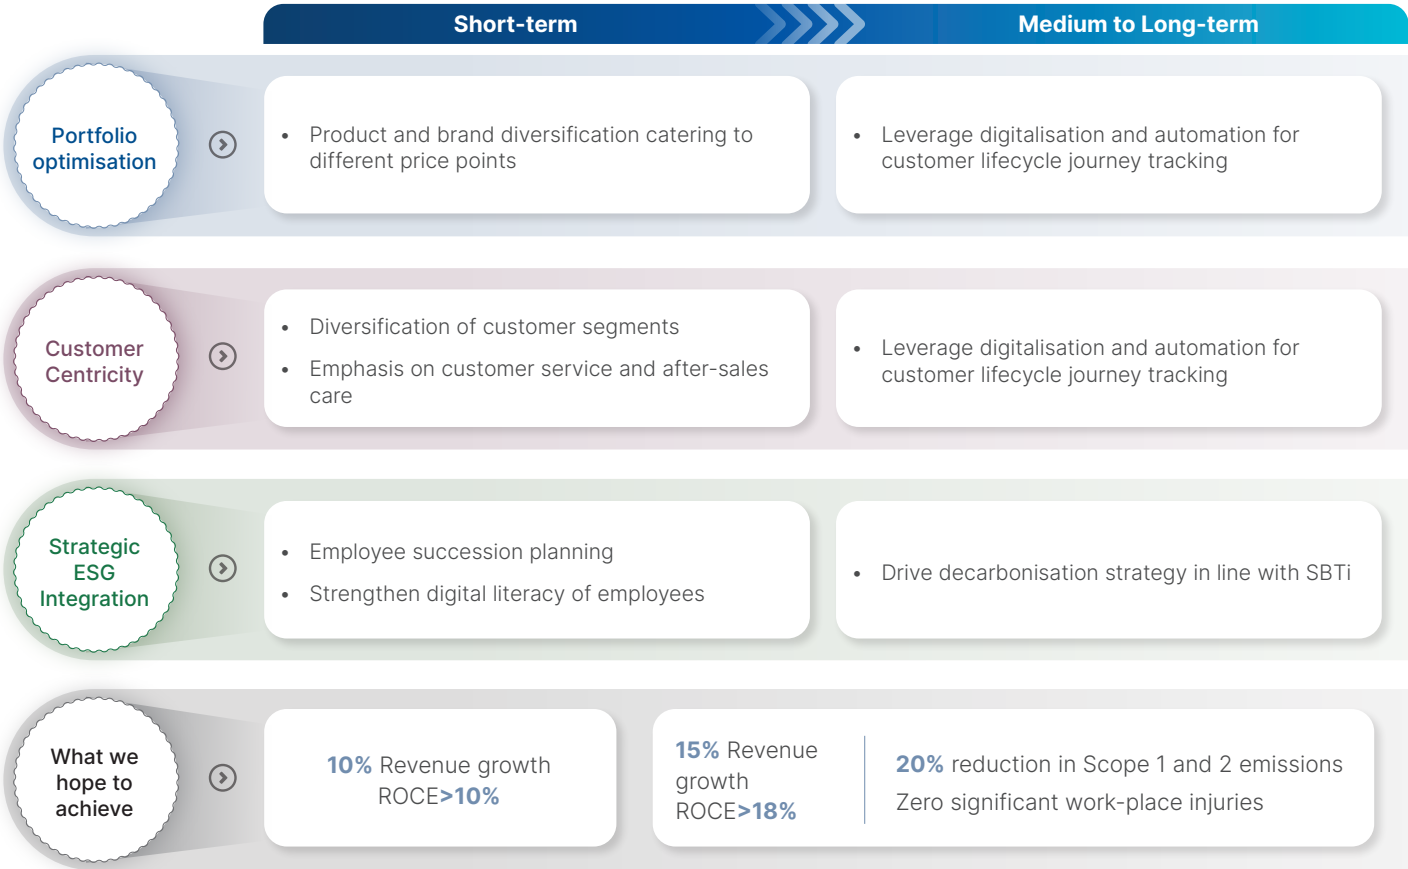 Short-term
Medium to Long-term
Portfolio
optimisation
• Product and brand diversification catering to
different price points
• Leverage digitalisation and automation for
customer lifecycle journey tracking
Customer
Centricity
• Diversification of customer segments
• Emphasis on customer service and after-sales
care
• Leverage digitalisation and automation for
customer lifecycle journey tracking
Strategic
ESG
Integration
• Employee succession planning
• Strengthen digital literacy of employees
• Drive decarbonisation strategy in line with SBTi
What we
hope to
achieve
10% Revenue growth
ROCE>10%
15% Revenue
growth
ROCE>18%
20% reduction in Scope 1 and 2 emissions
Zero significant work-place injuries